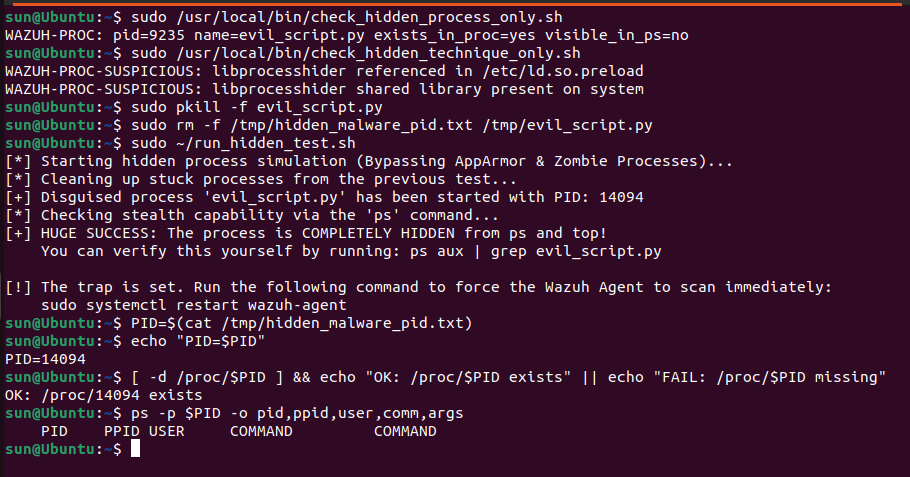 sun@Ubuntu:~$ sudo /usr/local/bin/check_hidden_process_only.sh
WAZUH-PROC: pid=9235 name=evil_script.py exists_in_proc=yes visible_in_ps=no
sun@Ubuntu:~$ sudo /usr/local/bin/check_hidden_technique_only.sh
WAZUH-PROC-SUSPICIOUS: libprocesshider referenced in /etc/ld.so.preload
WAZUH-PROC-SUSPICIOUS: libprocesshider shared library present on system
sun@Ubuntu:~$ sudo pkill -f evil_script.py
sun@Ubuntu:~$ sudo rm -f /tmp/hidden_malware_pid.txt /tmp/evil_script.py
sun@Ubuntu:~$ sudo ~/run_hidden_test.sh
[*] Starting hidden process simulation (Bypassing AppArmor & Zombie Processes)...
[*] Cleaning up stuck processes from the previous test...
[+] Disguised process 'evil_script.py' has been started with PID: 14094
[*] Checking stealth capability via the 'ps' command...
[+] HUGE SUCCESS: The process is COMPLETELY HIDDEN from ps and top!
    You can verify this yourself by running: ps aux | grep evil_script.py

[!] The trap is set. Run the following command to force the Wazuh Agent to scan immediately:
    sudo systemctl restart wazuh-agent
sun@Ubuntu:~$ PID=$(cat /tmp/hidden_malware_pid.txt)
sun@Ubuntu:~$ echo "PID=$PID"
PID=14094
sun@Ubuntu:~$ [ -d /proc/$PID ] && echo "OK: /proc/$PID exists" || echo "FAIL: /proc/$PID missing"
OK: /proc/14094 exists
sun@Ubuntu:~$ ps -p $PID -o pid,ppid,user,comm,args
    PID    PPID USER     COMMAND         COMMAND
sun@Ubuntu:~$